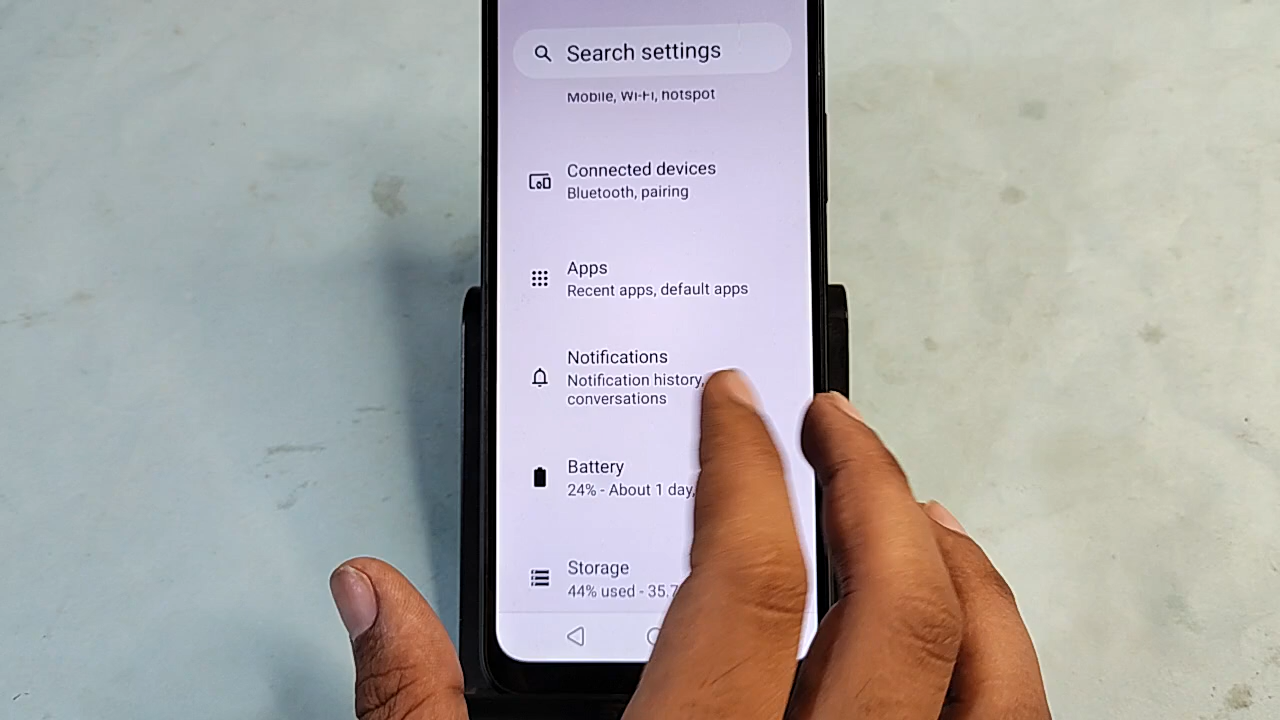 Search settings
Mobile, Wi-Fi, hotspot
Connected devices
Bluetooth, pairing
Apps
Recent apps, default apps
Notifications
Notification history,
conversations
Battery
24% - About 1 day,
Storage
44% used - 35.7